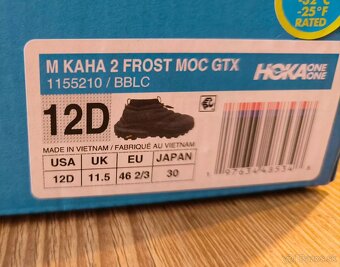 -32°C
-25°F
RATED
M KAHA 2 FROST MOC GTX
1155210 / BBLC
HOKA ONE ONE
12D
MADE IN VIETNAM / FABRIQUÉ AU VIETNAM
USA UK EU JAPAN
12D 11.5 46 2/3 30